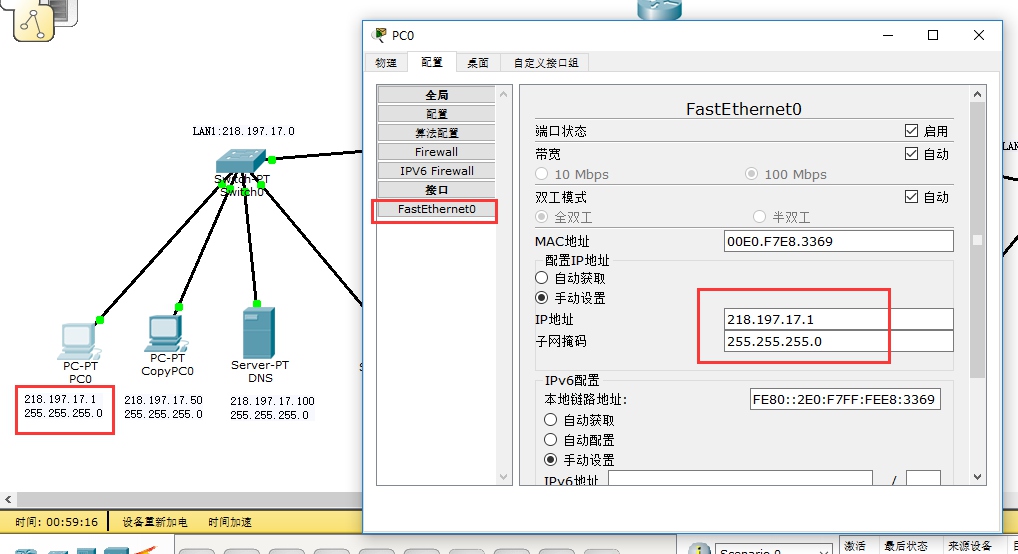 PC0
物理 配置 桌面 自定义接口组
全局
配置
算法配置
Firewall
IPV6 Firewall
接口
FastEthernet0
FastEthernet0
端口状态 启用
带宽 自动
10 Mbps 100 Mbps
双工模式 自动
全双工 半双工
MAC地址 00E0.F7E8.3369
配置IP地址
自动获取
手动设置
IP地址 218.197.17.1
子网掩码 255.255.255.0
IPv6配置
本地链路地址: FE80::2E0:F7FF:FEE8:3369
自动获取
自动配置
手动设置
IPv6地址 /
LAN1:218.197.17.0
Switch-PT
Switch0
PC-PT
PC0
218.197.17.1
255.255.255.0
PC-PT
CopyPC0
218.197.17.50
255.255.255.0
Server-PT
DNS
218.197.17.100
255.255.255.0
时间: 00:59:16 设备重新加电 时间加速
Scenario 0
激活 最后状态 来源设备